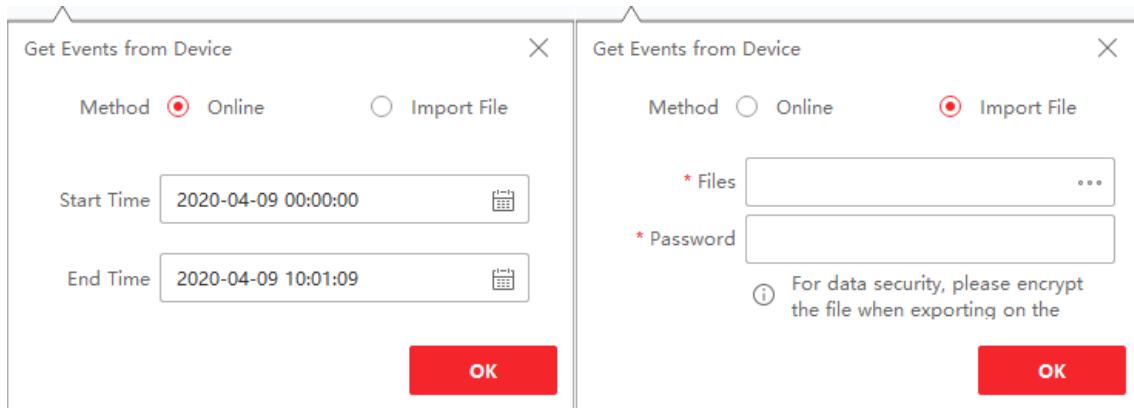 Get Events from Device
Method Online Import File
Start Time 2020-04-09 00:00:00
End Time 2020-04-09 10:01:09
OK
Get Events from Device
Method Online Import File
* Files
* Password
For data security, please encrypt
the file when exporting on the
OK